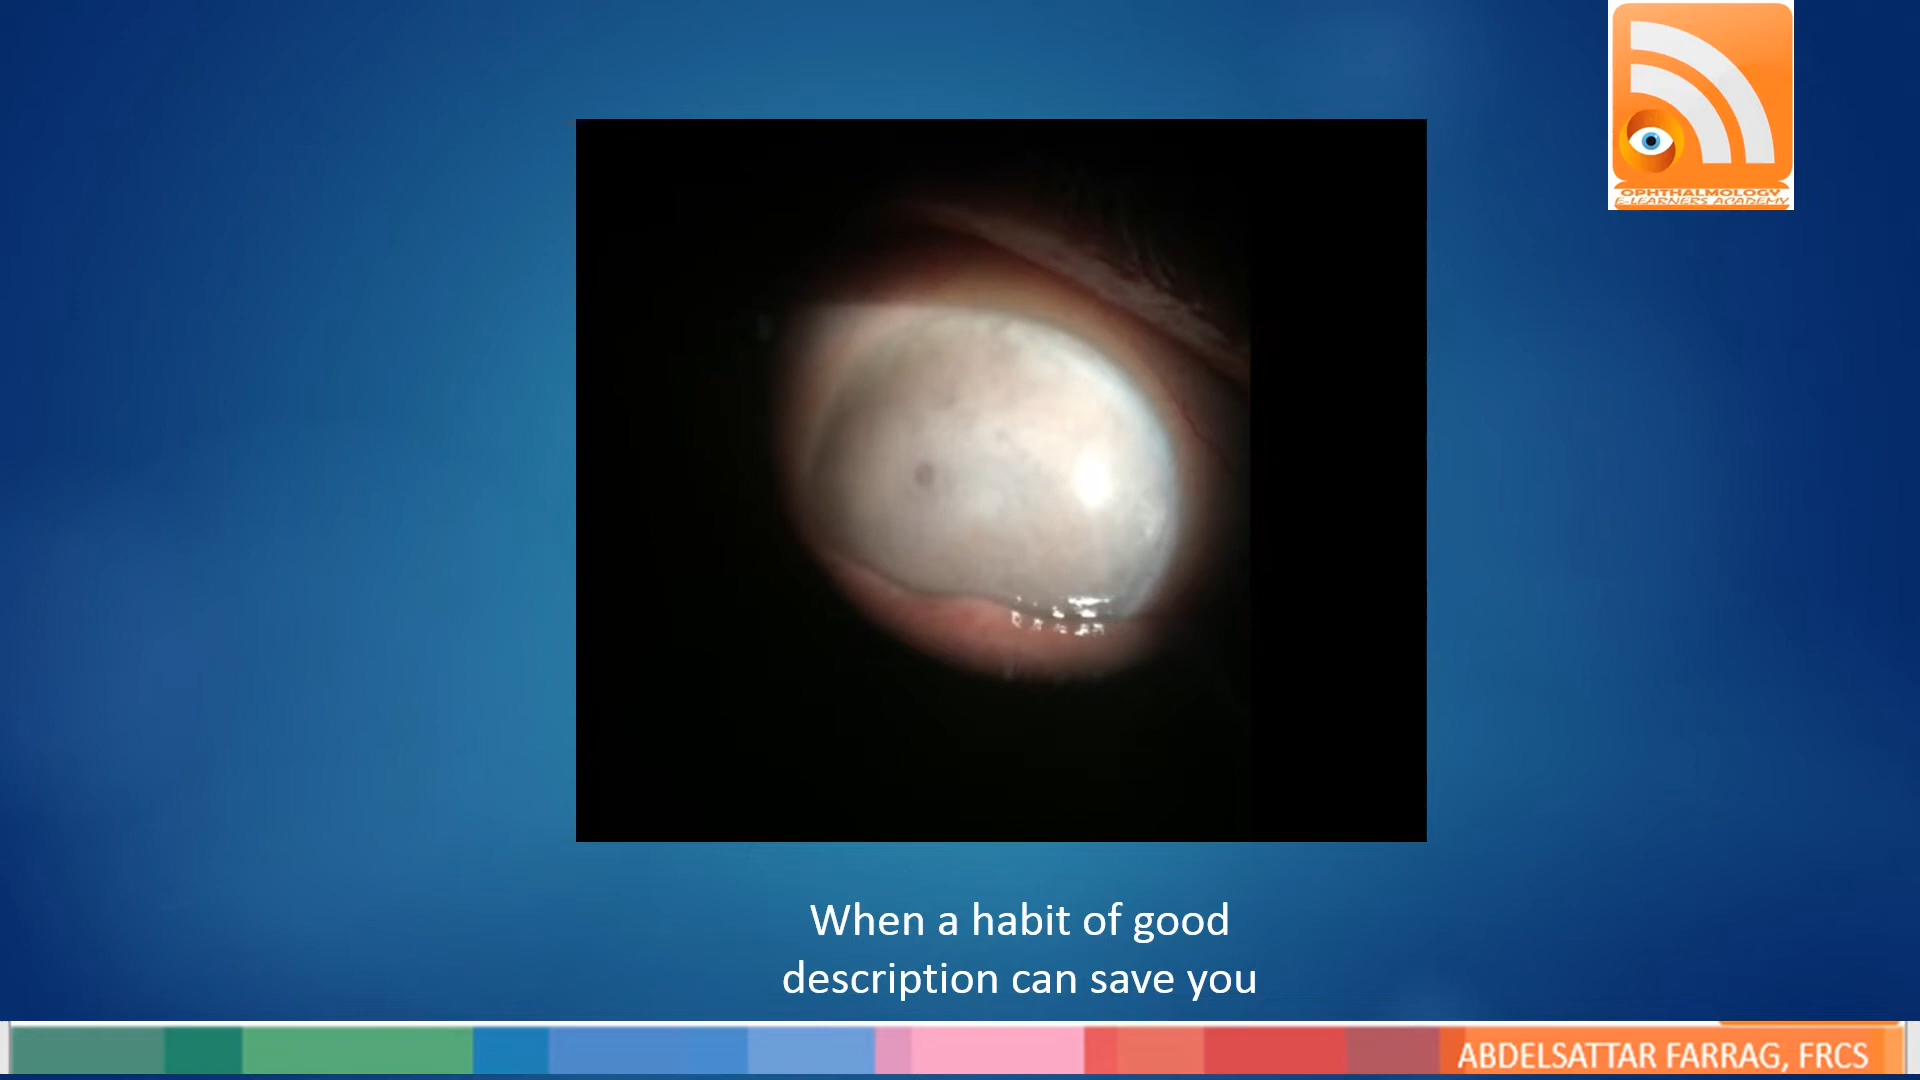 OPHTHALMOLOGY
E-LEARNERS ACADEMY
When a habit of good
description can save you
ABDELSATTAR FARRAG, FRCS